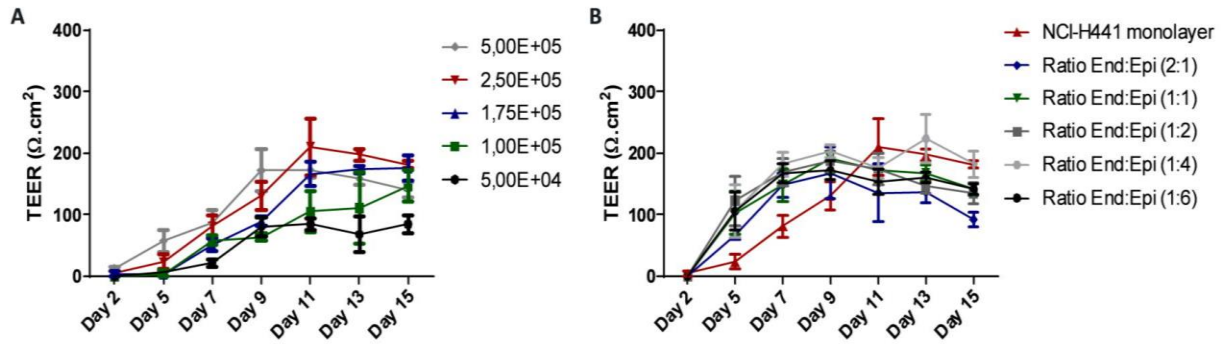 A
TEER (Ω.cm²)
400
300
200
100
0
Day 2
Day 5
Day 7
Day 9
Day 11
Day 13
Day 15
5,00E+05
2,50E+05
1,75E+05
1,00E+05
5,00E+04
B
TEER (Ω.cm²)
400
300
200
100
0
Day 2
Day 5
Day 7
Day 9
Day 11
Day 13
Day 15
NCI-H441 monolayer
Ratio End:Epi (2:1)
Ratio End:Epi (1:1)
Ratio End:Epi (1:2)
Ratio End:Epi (1:4)
Ratio End:Epi (1:6)